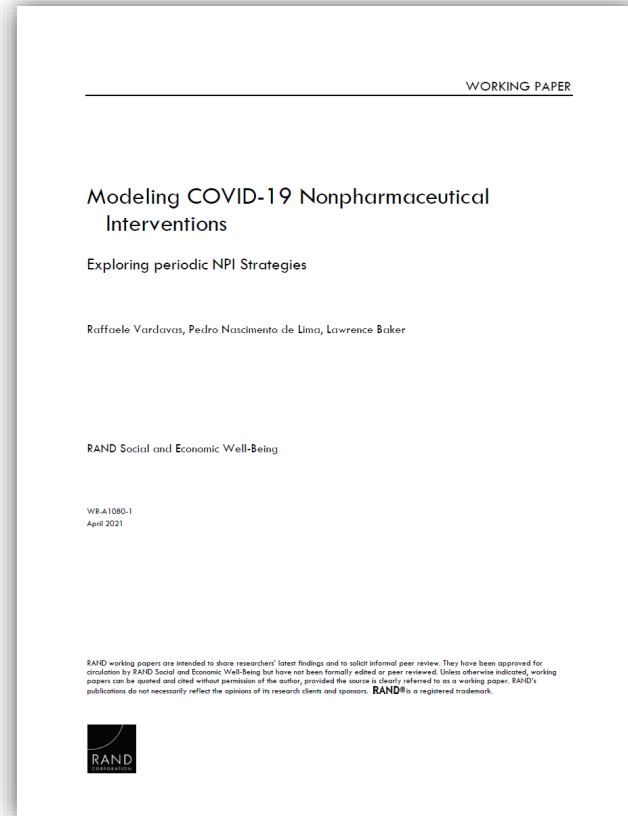 WORKING PAPER
Modeling COVID-19 Nonpharmaceutical
Interventions
Exploring periodic NPI Strategies
Raffaele Vardavas, Pedro Nascimento de Lima, Lawrence Baker
RAND Social and Economic Well-Being
WR-A1080-1
April 2021
RAND working papers are intended to share researchers' latest findings and to solicit informal peer review. They have been approved for
circulation by RAND Social and Economic Well-Being but have not been formally edited or peer reviewed. Unless otherwise indicated, working
papers can be quoted and cited without permission of the author, provided the source is clearly referred to as a working paper. RAND's
publications do not necessarily reflect the opinions of its research clients and sponsors. RAND® is a registered trademark.
RAND
CORPORATION